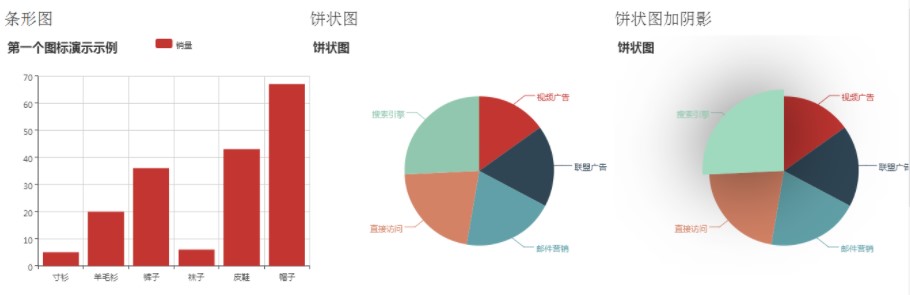 条形图
第一个图标演示示例
销量
70
60
50
40
30
20
10
0
寸衫
羊毛衫
裤子
袜子
皮鞋
帽子
饼状图
饼状图
视频广告
搜索引擎
联盟广告
直接访问
邮件营销
饼状图加阴影
饼状图
视频广告
搜索引擎
联盟广告
直接访问
邮件营销